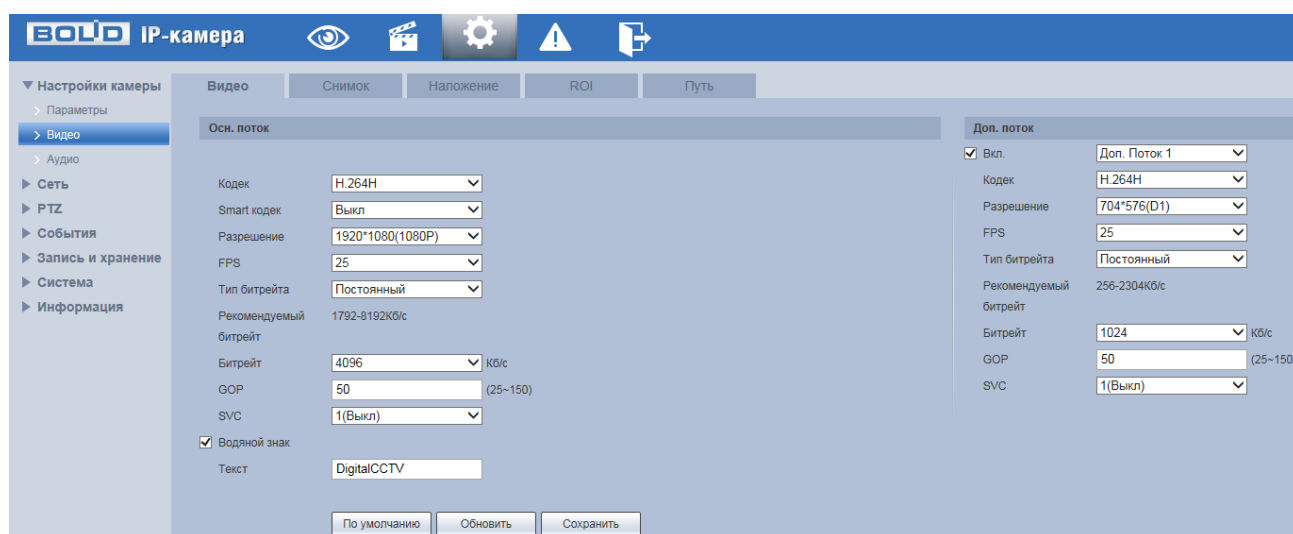 BOLID IP-камера
Настройки камеры
Параметры
Видео
Аудио
Сеть
PTZ
События
Запись и хранение
Система
Информация
Видео Снимок Наложение ROI Путь
Осн. поток
Кодек H.264H
Smart кодек Выкл
Разрешение 1920*1080(1080P)
FPS 25
Тип битрейта Постоянный
Рекомендуемый 1792-8192Кб/с
битрейт
Битрейт 4096 Кб/с
GOP 50 (25~150)
SVC 1(Выкл)
Водяной знак
Текст DigitalCCTV
По умолчанию Обновить Сохранить
Доп. поток
Вкл. Доп. Поток 1
Кодек H.264H
Разрешение 704*576(D1)
FPS 25
Тип битрейта Постоянный
Рекомендуемый 256-2304Кб/с
битрейт
Битрейт 1024 Кб/с
GOP 50 (25~150
SVC 1(Выкл)